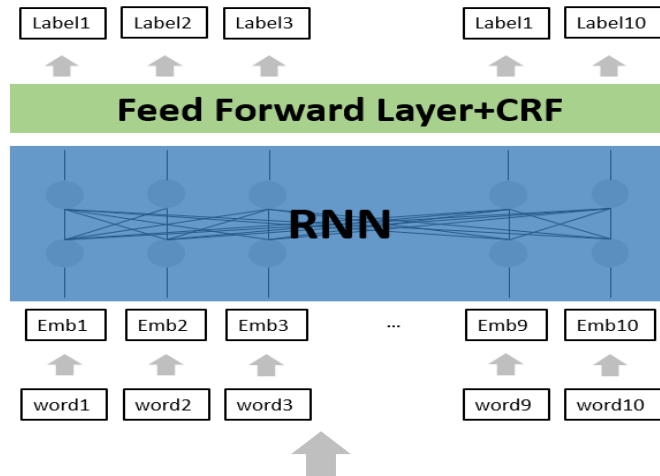 Label1 Label2 Label3 Label1 Label10
Feed Forward Layer+CRF
RNN
Emb1 Emb2 Emb3 ... Emb9 Emb10
word1 word2 word3 word9 word10